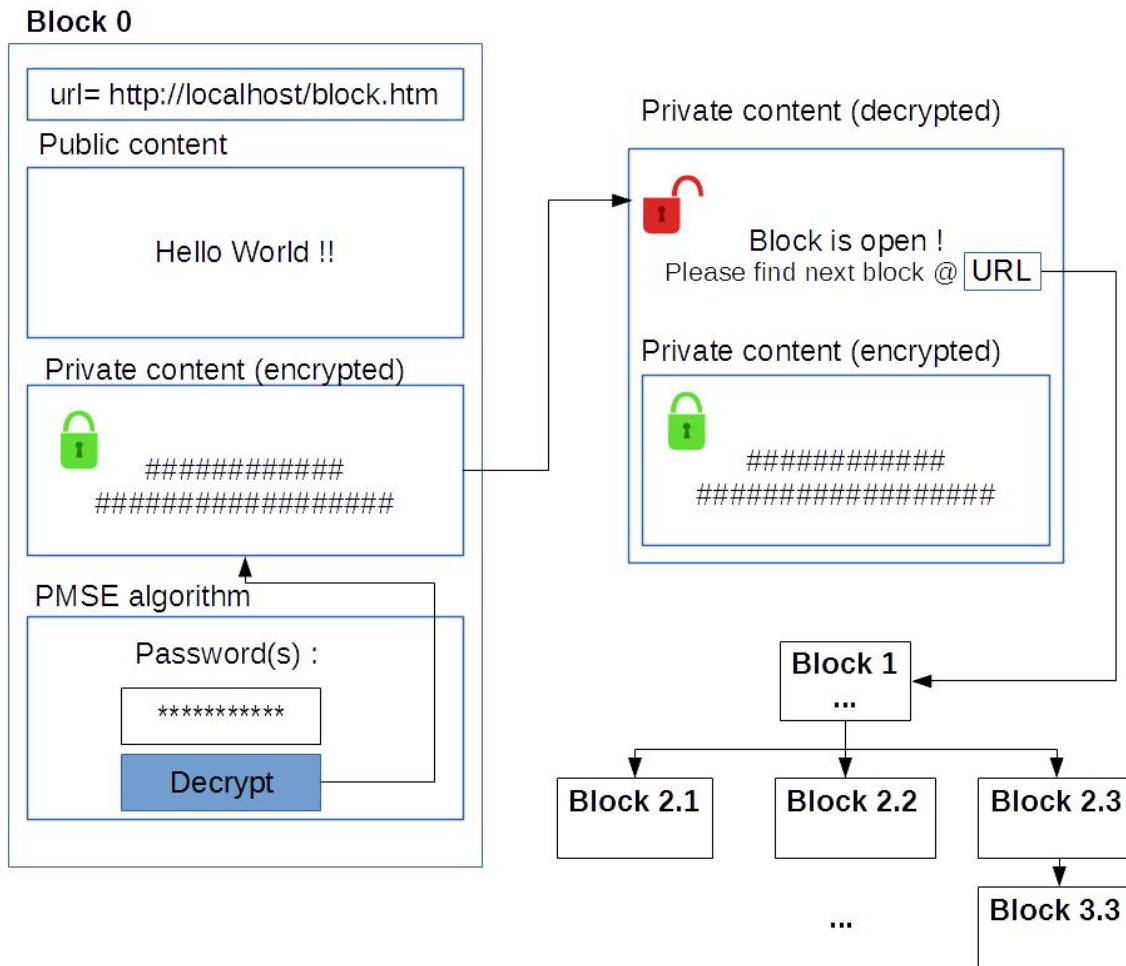 Block 0
url= http://localhost/block.htm
Public content
Hello World !!
Private content (encrypted)
############
##################
PMSE algorithm
Password(s) :
***********
Decrypt
Private content (decrypted)
Block is open !
Please find next block @ URL
Private content (encrypted)
############
##################
Block 1
...
Block 2.1
Block 2.2
Block 2.3
...
Block 3.3